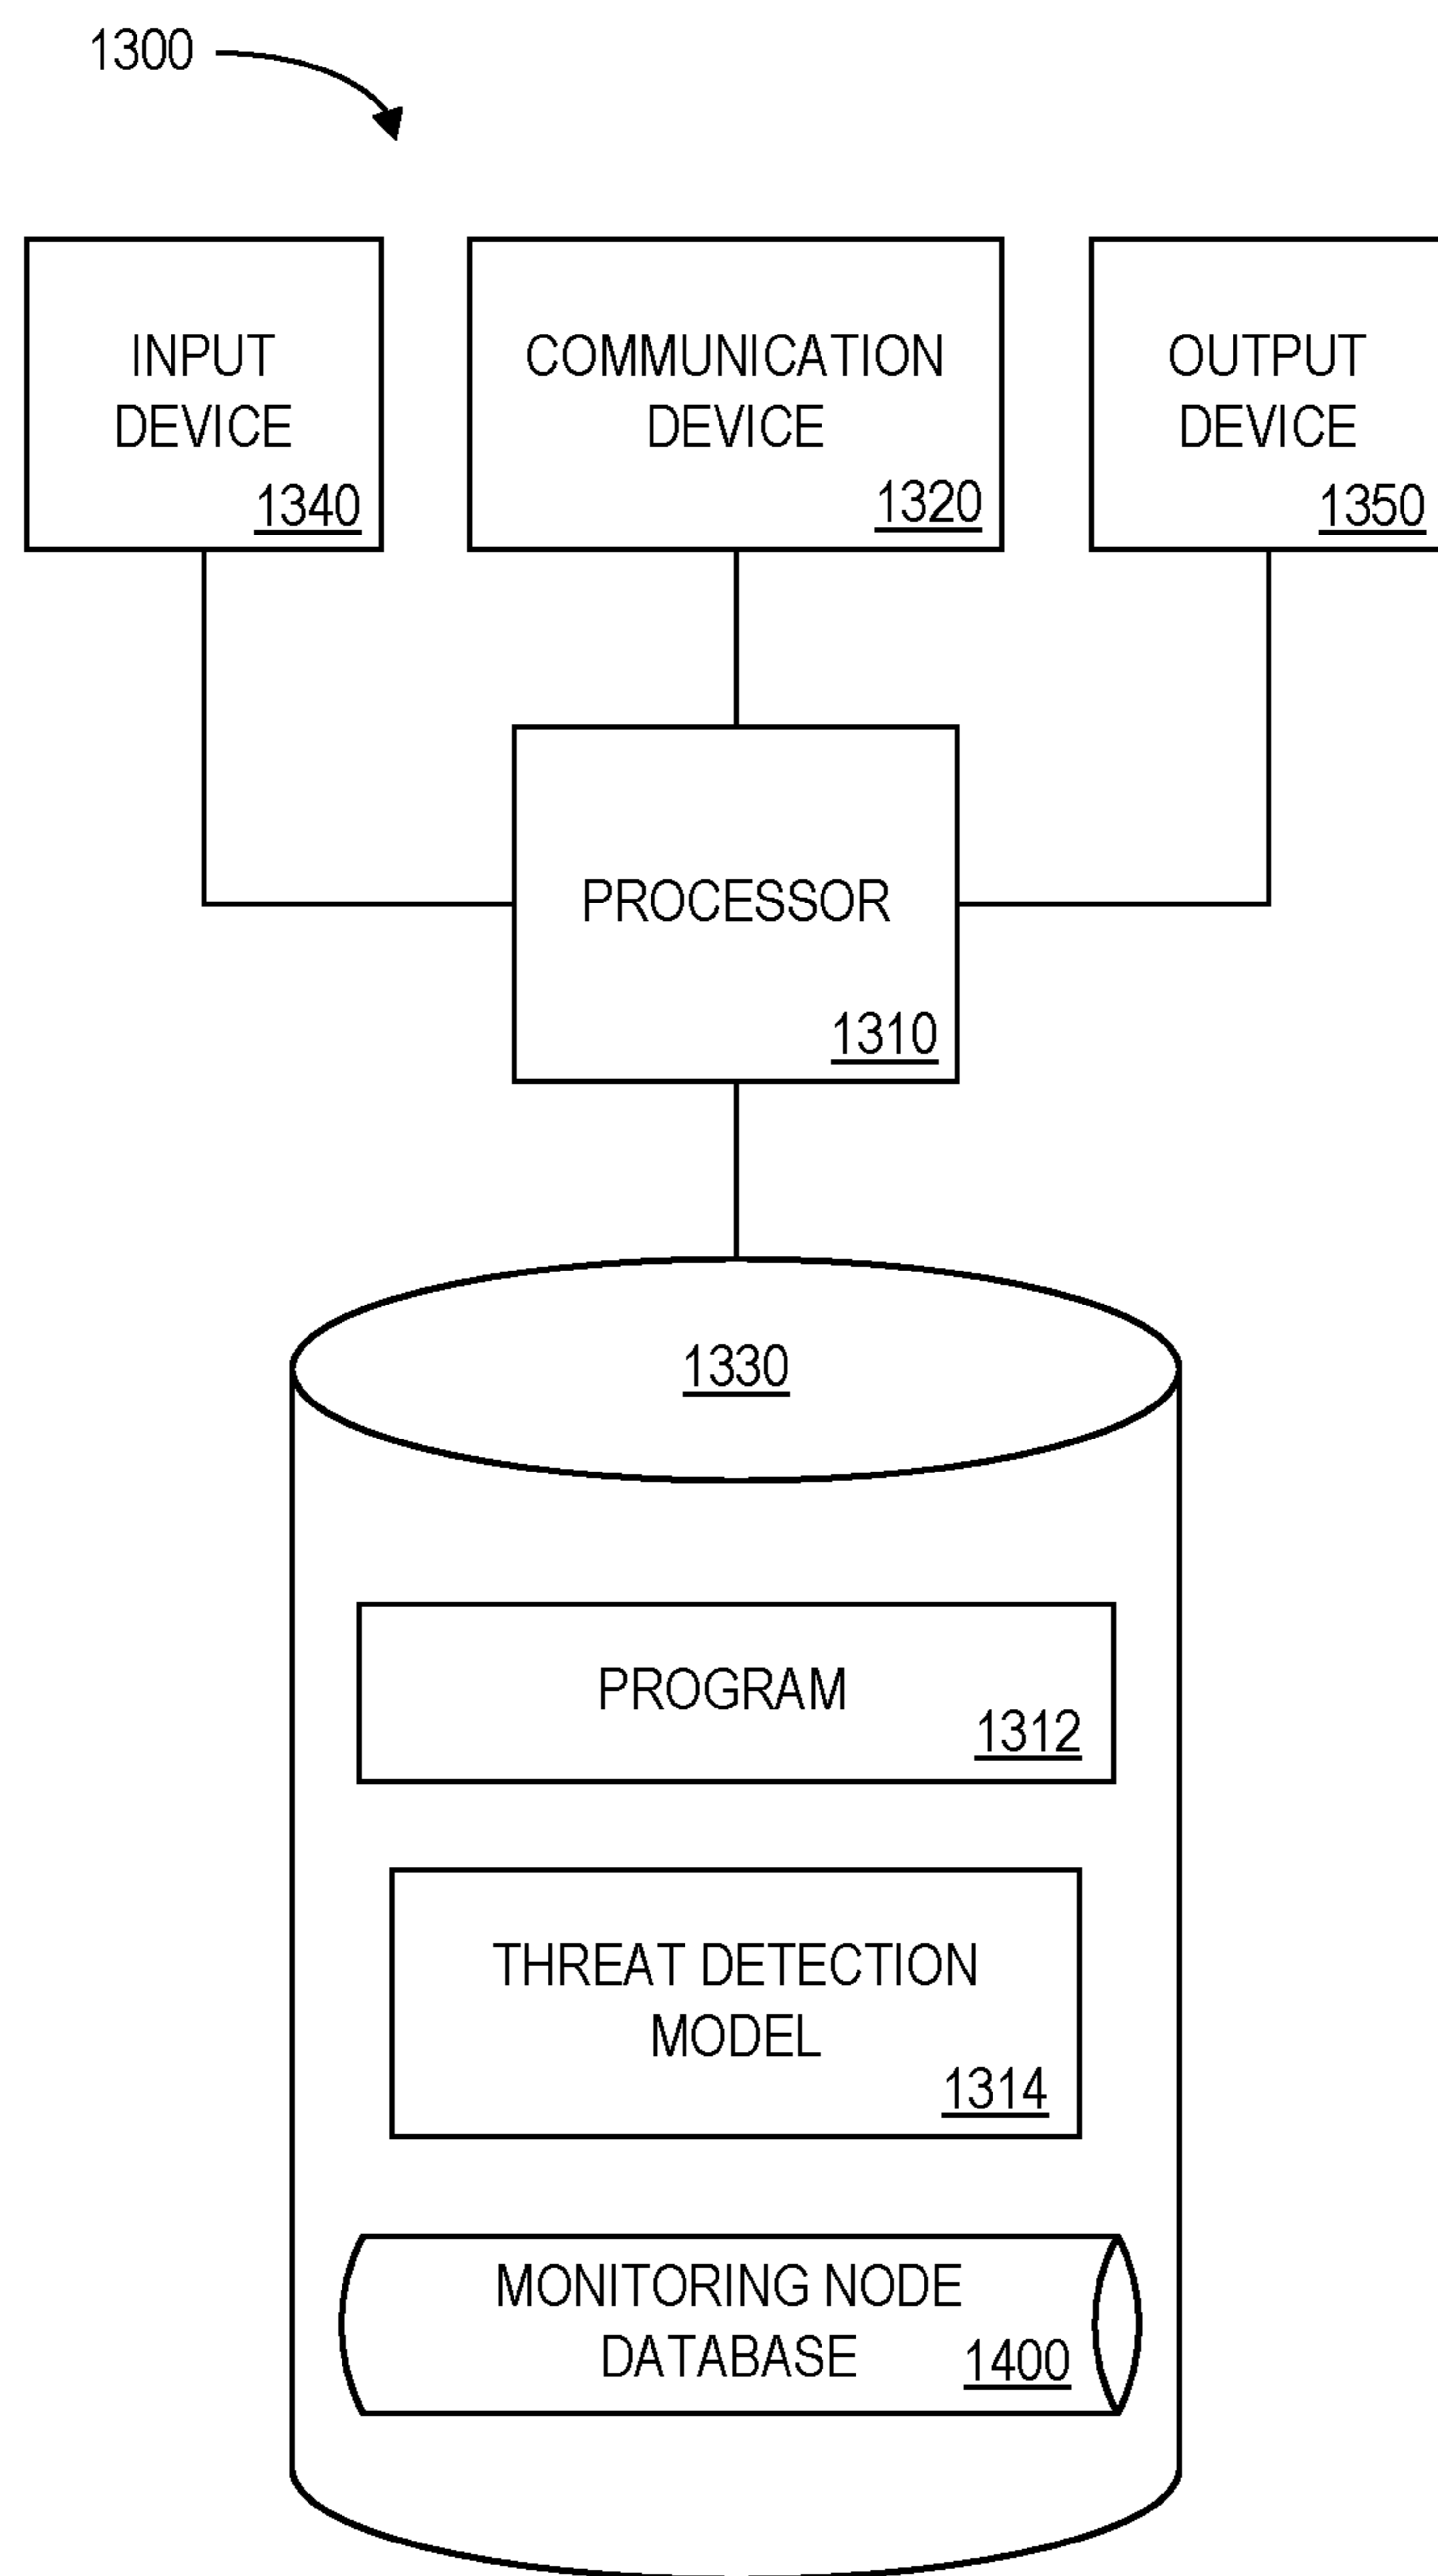 1300
INPUT
DEVICE
1340
COMMUNICATION
DEVICE
1320
OUTPUT
DEVICE
1350
PROCESSOR
1310
1330
PROGRAM
1312
THREAT DETECTION
MODEL
1314
MONITORING NODE
DATABASE
1400